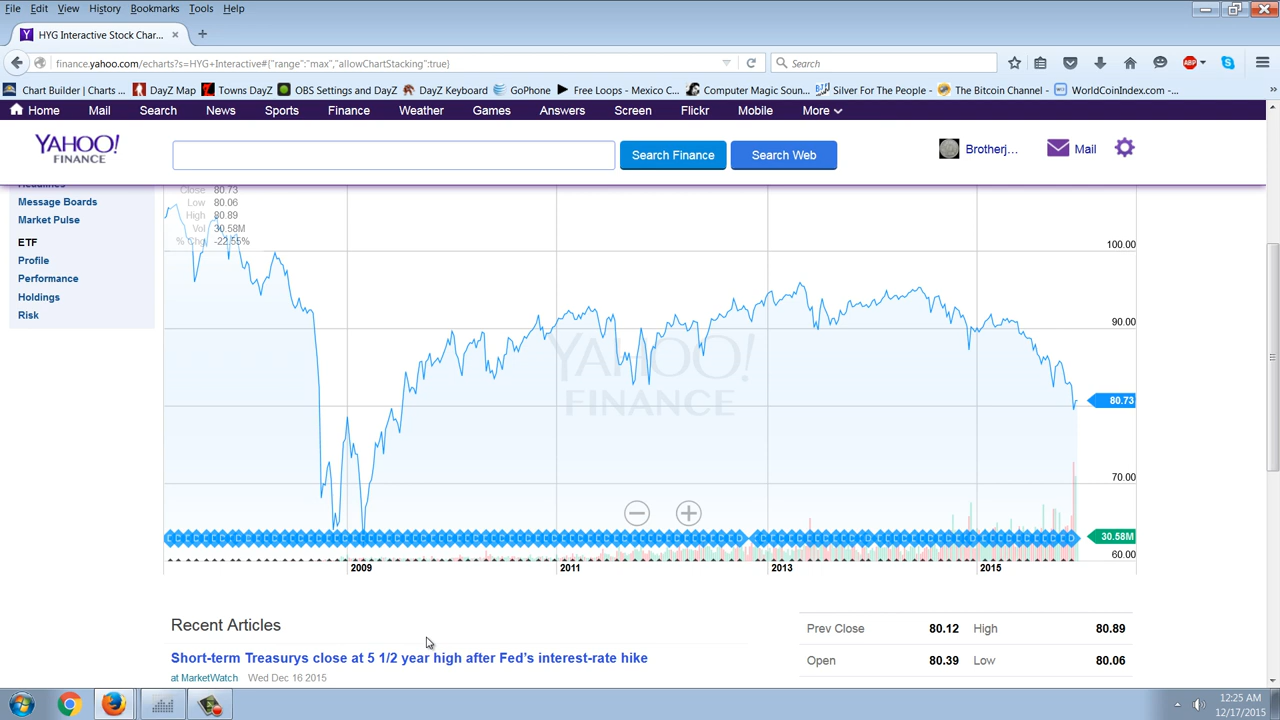 File Edit View History Bookmarks Tools Help
HYG Interactive Stock Char...
finance.yahoo.com/echarts?s=HYG+Interactive#{"range":"max","allowChartStacking":true}
Search
ABP
Chart Builder | Charts ...
DayZ Map
Towns DayZ
OBS Settings and DayZ
DayZ Keyboard
GoPhone
Free Loops - Mexico C...
Computer Magic Soun...
Silver For The People - ...
The Bitcoin Channel - ...
WorldCoinIndex.com -...
Home Mail Search News Sports Finance Weather Games Answers Screen Flickr Mobile More
YAHOO!
FINANCE
Search Finance
Search Web
Brotherj...
Mail
Headlines
Message Boards
Market Pulse
ETF
Profile
Performance
Holdings
Risk
Close 80.73
Low 80.06
High 80.89
Vol 30.58M
% Chg -22.55%
100.00
90.00
80.73
70.00
30.58M
60.00
YAHOO!
FINANCE
2009 2011 2013 2015
Recent Articles
Short-term Treasurys close at 5 1/2 year high after Fed's interest-rate hike
at MarketWatch Wed Dec 16 2015
Prev Close 80.12 High 80.89
Open 80.39 Low 80.06
12:25 AM
12/17/2015